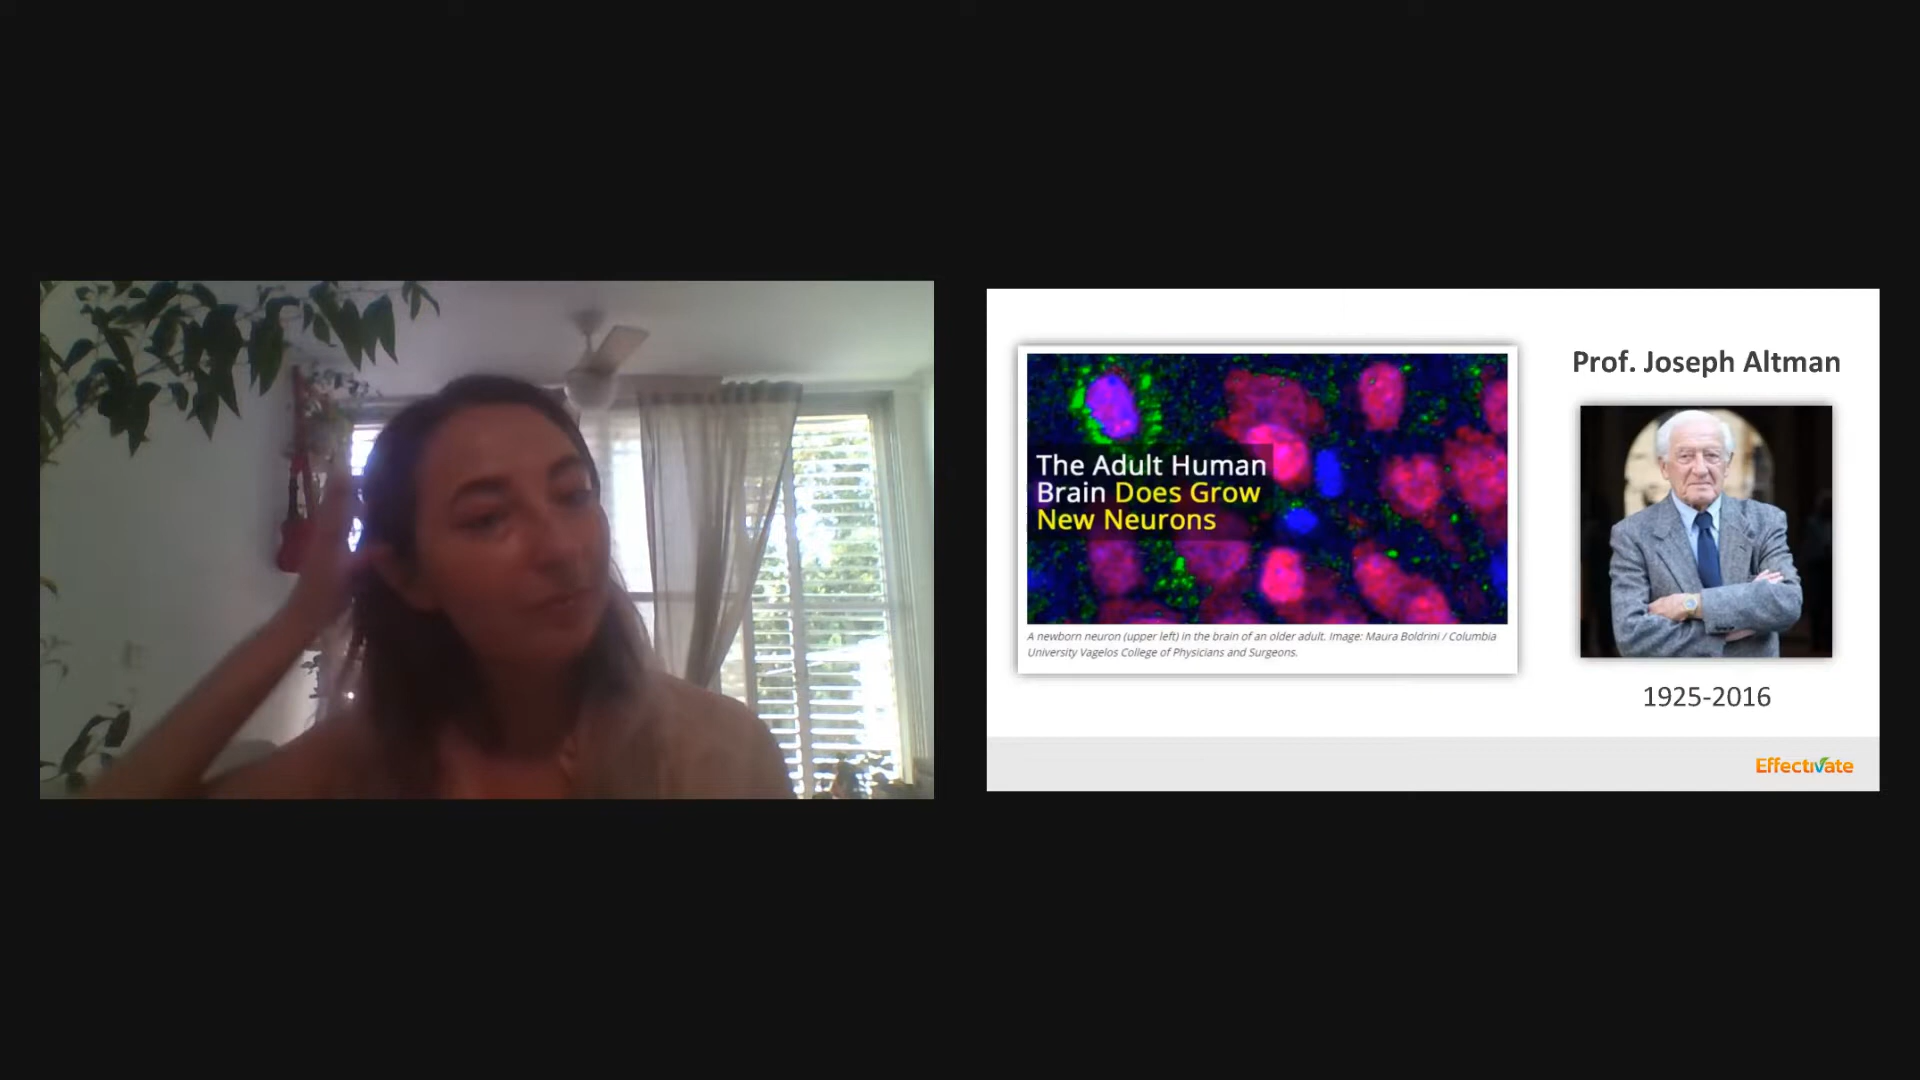 The Adult Human
Brain Does Grow
New Neurons
A newborn neuron (upper left) in the brain of an older adult. Image: Maura Boldrini / Columbia
University Vagelos College of Physicians and Surgeons.
Prof. Joseph Altman
1925-2016
Effectivate